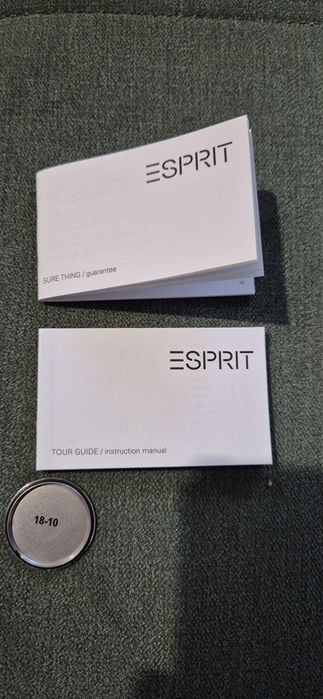 ESPRIT
SURE THING / guarantee
ESPRIT
TOUR GUIDE / instruction manual
18-10